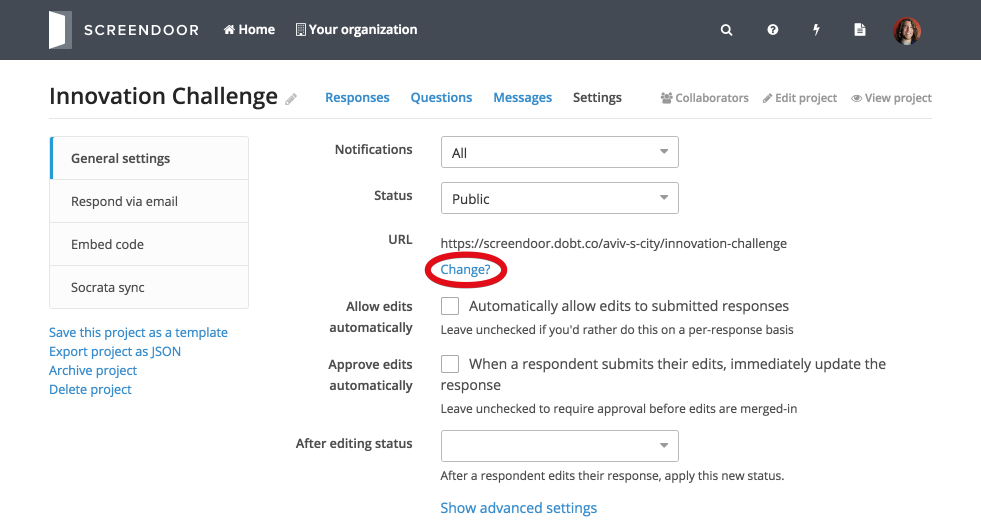 SCREENDOOR Home Your organization
Innovation Challenge Responses Questions Messages Settings Collaborators Edit project View project
General settings
Respond via email
Embed code
Socrata sync
Save this project as a template
Export project as JSON
Archive project
Delete project
Notifications All
Status Public
URL https://screendoor.dobt.co/aviv-s-city/innovation-challenge
Change?
Allow edits automatically Automatically allow edits to submitted responses
Leave unchecked if you'd rather do this on a per-response basis
Approve edits automatically When a respondent submits their edits, immediately update the
response
Leave unchecked to require approval before edits are merged-in
After editing status
After a respondent edits their response, apply this new status.
Show advanced settings